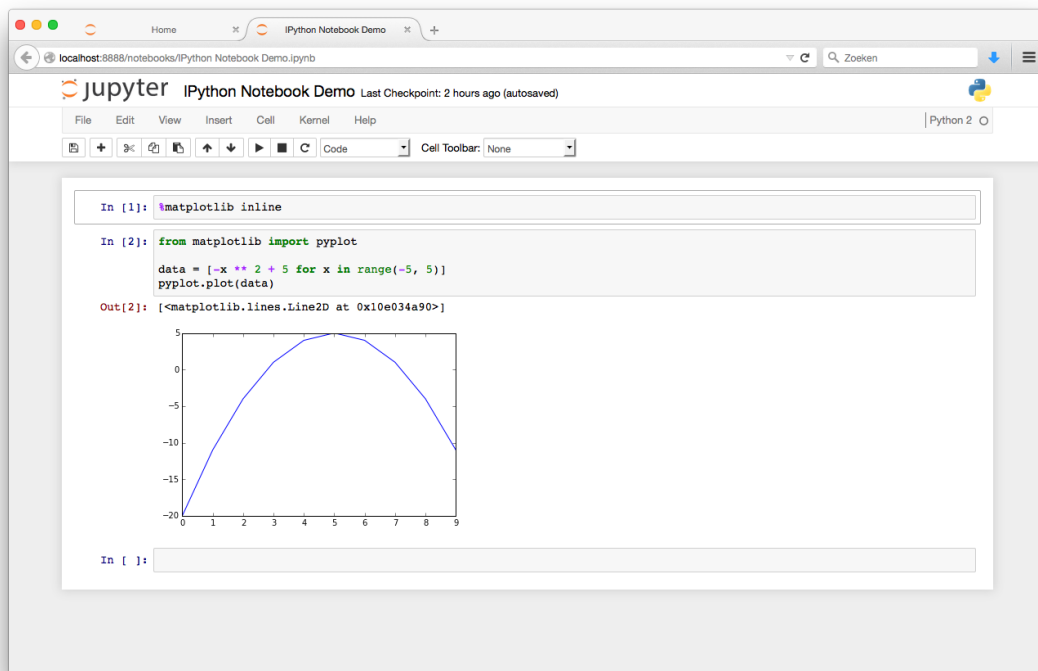 Home IPython Notebook Demo
localhost:8888/notebooks/IPython Notebook Demo.ipynb Zoeken
jupyter IPython Notebook Demo Last Checkpoint: 2 hours ago (autosaved)
File Edit View Insert Cell Kernel Help Python 2
Code Cell Toolbar: None
In [1]: %matplotlib inline
In [2]: from matplotlib import pyplot
data = [-x ** 2 + 5 for x in range(-5, 5)]
pyplot.plot(data)
Out[2]: [<matplotlib.lines.Line2D at 0x10e034a90>]
5
0
−5
−10
−15
−20
0 1 2 3 4 5 6 7 8 9
In [ ]: